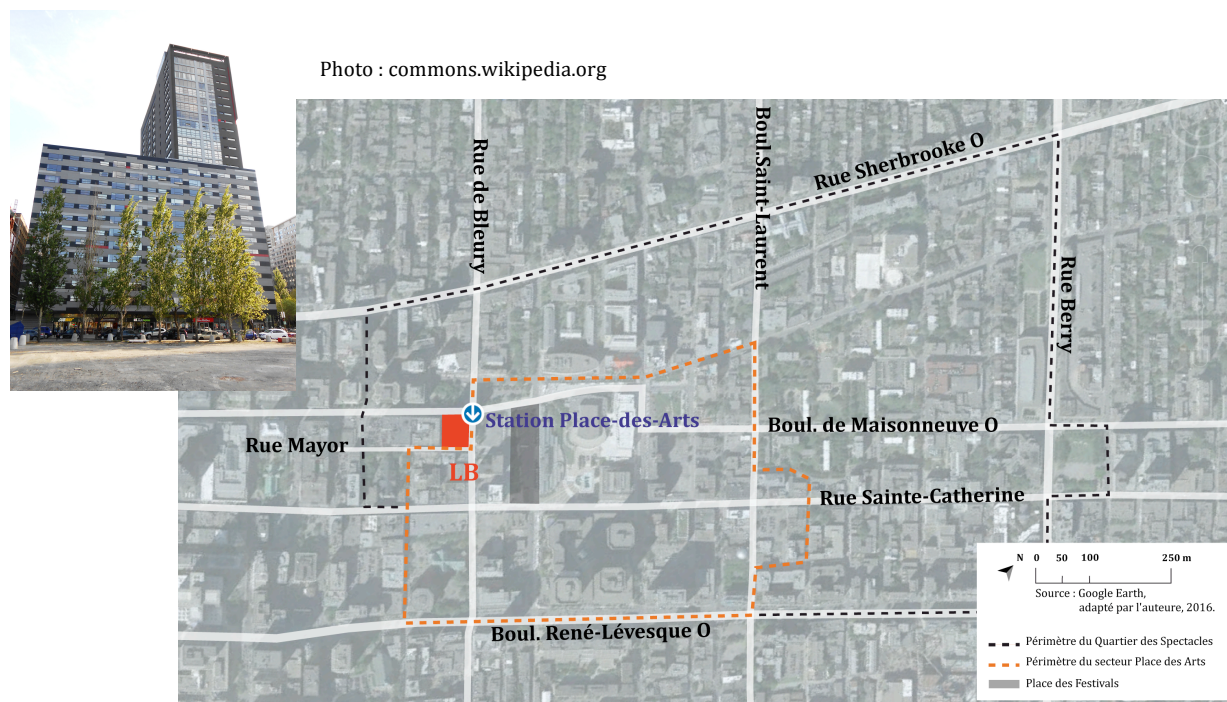 Photo : commons.wikipedia.org
Rue de Bleury
Boul.Saint-Laurent
Rue Sherbrooke O
Rue Berry
Station Place-des-Arts
Rue Mayor
LB
Boul. de Maisonneuve O
Rue Sainte-Catherine
Boul. René-Lévesque O
N 0 50 100 250 m
Source : Google Earth,
adapté par l'auteure, 2016.
Périmètre du Quartier des Spectacles
Périmètre du secteur Place des Arts
Place des Festivals